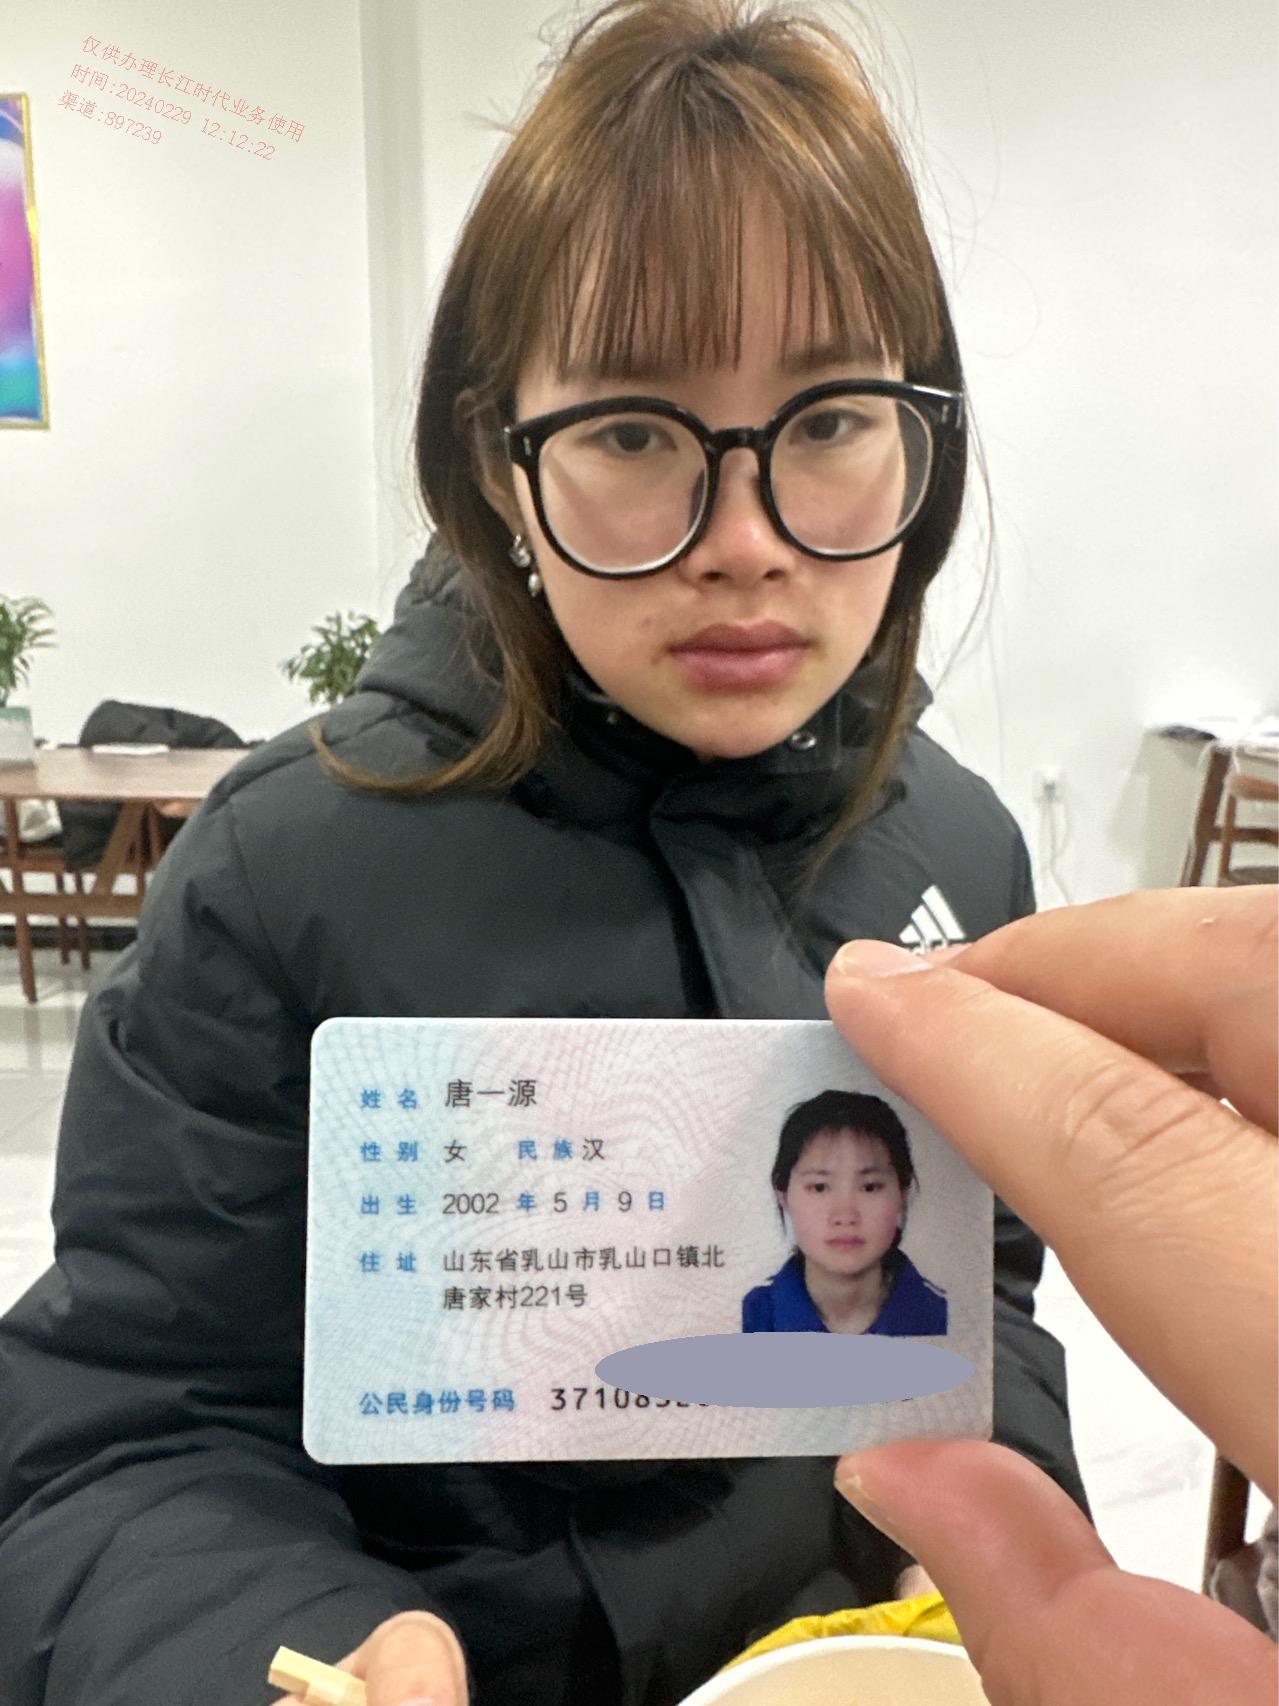 仅供办理长江时代业务使用
时间:20240229 12:12:22
渠道:897239
姓名 唐一源
性别 女 民族 汉
出生 2002 年 5 月 9 日
住址 山东省乳山市乳山口镇北
唐家村221号
公民身份号码